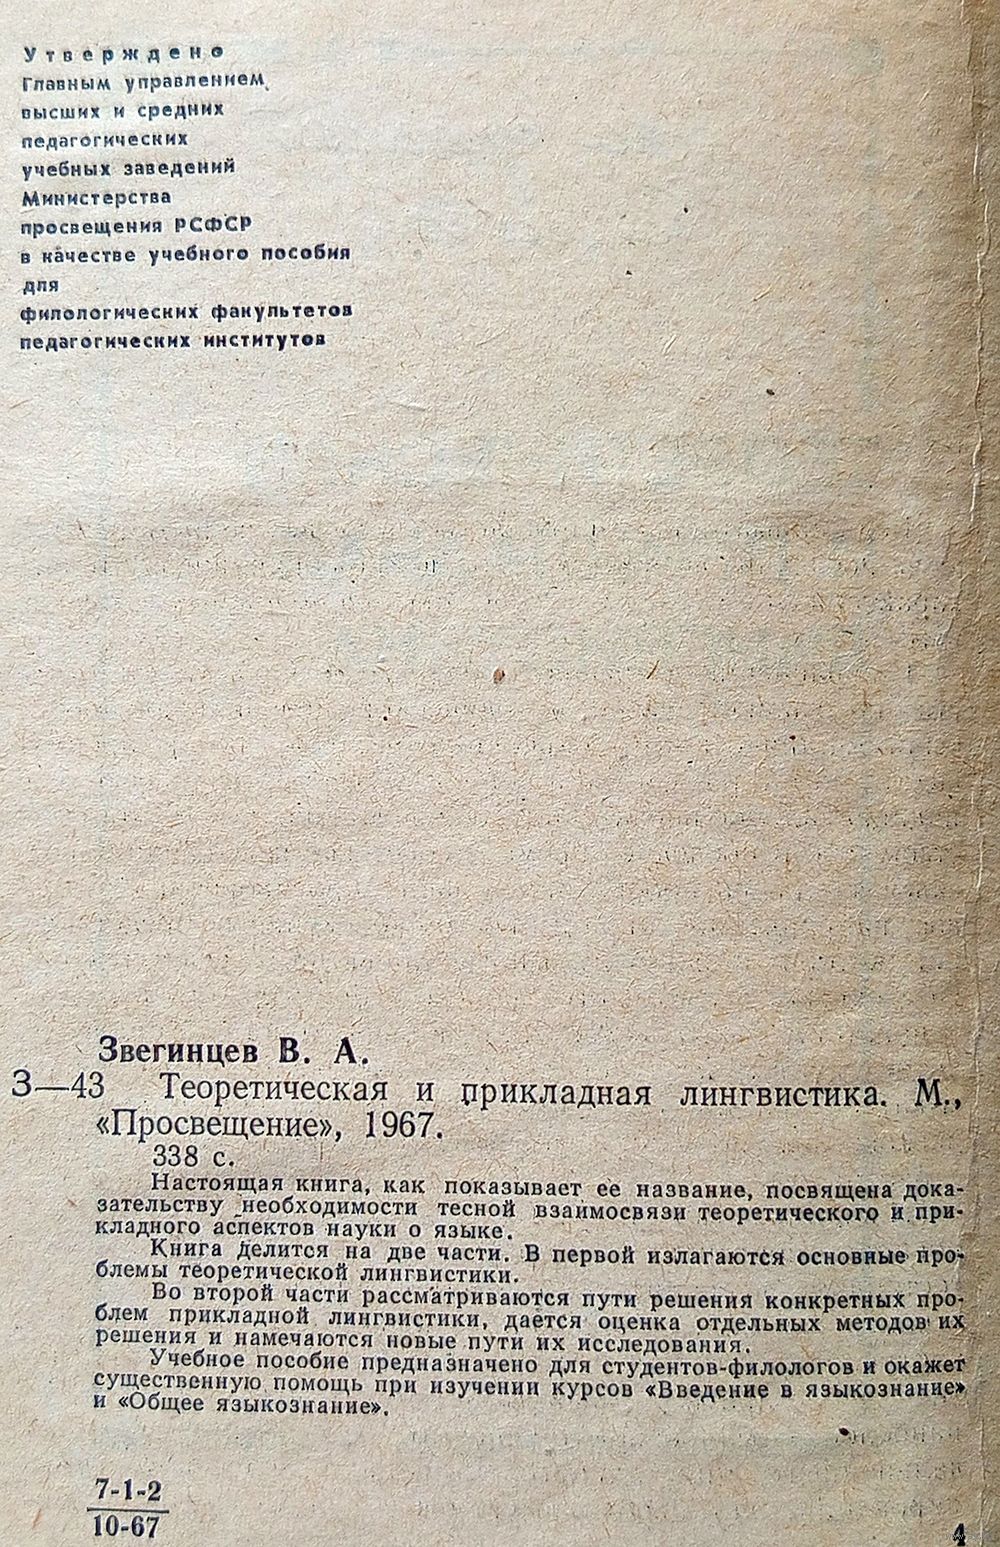 Утверждено
Главным управлением
высших и средних
педагогических
учебных заведений
Министерства
просвещения РСФСР
в качестве учебного пособия
для
филологических факультетов
педагогических институтов
Звегинцев В. А.
З—43 Теоретическая и прикладная лингвистика. М.,
«Просвещение», 1967.
338 с.
Настоящая книга, как показывает ее название, посвящена дока-
зательству необходимости тесной взаимосвязи теоретического и при-
кладного аспектов науки о языке.
Книга делится на две части. В первой излагаются основные про-
блемы теоретической лингвистики.
Во второй части рассматриваются пути решения конкретных про-
блем прикладной лингвистики, дается оценка отдельных методов их
решения и намечаются новые пути их исследования.
Учебное пособие предназначено для студентов-филологов и окажет
существенную помощь при изучении курсов «Введение в языкознание»
и «Общее языкознание».
7-1-2
10-67
4